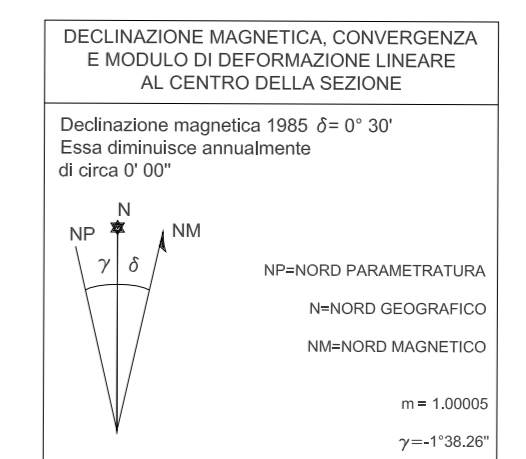 DECLINAZIONE MAGNETICA, CONVERGENZA
E MODULO DI DEFORMAZIONE LINEARE
AL CENTRO DELLA SEZIONE
Declinazione magnetica 1985 δ= 0° 30'
Essa diminuisce annualmente
di circa 0' 00"
N
NP
NM
γ
δ
NP=NORD PARAMETRATURA
N=NORD GEOGRAFICO
NM=NORD MAGNETICO
m = 1.00005
γ=-1°38.26"